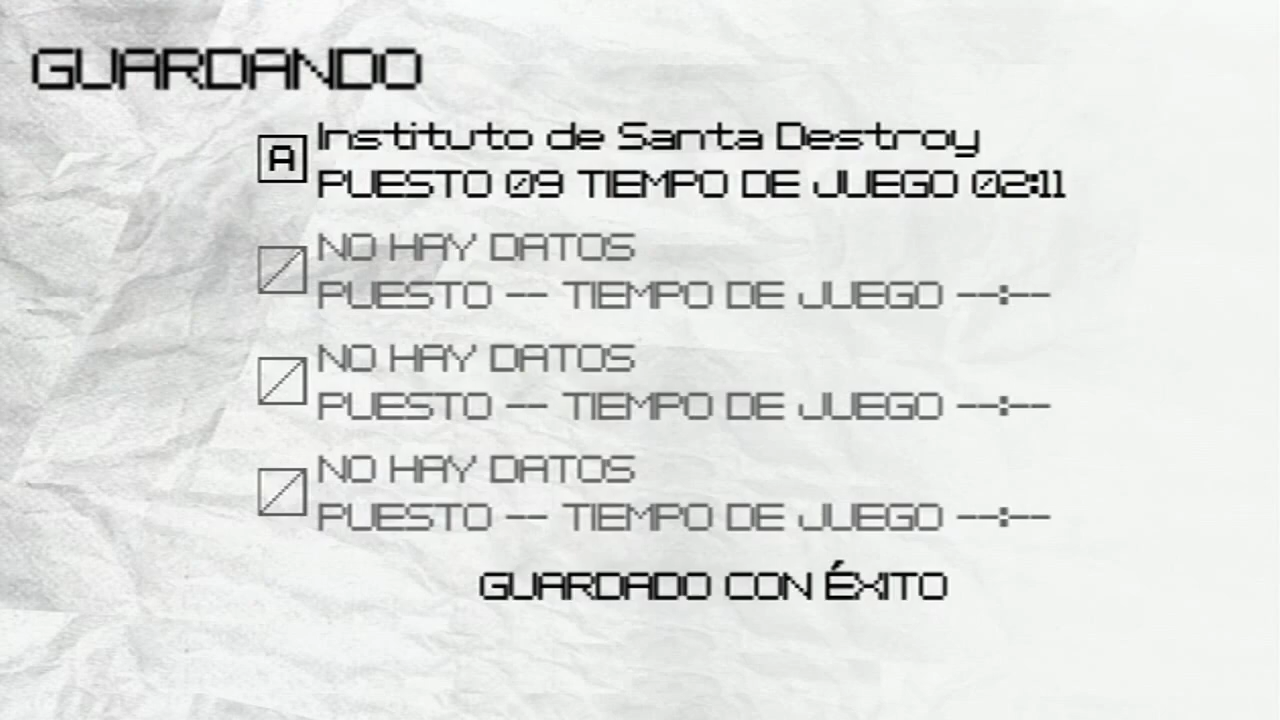 GUARDANDO
A
Instituto de Santa Destroy
PUESTO 09 TIEMPO DE JUEGO 02:11
NO HAY DATOS
PUESTO -- TIEMPO DE JUEGO --:--
NO HAY DATOS
PUESTO -- TIEMPO DE JUEGO --:--
NO HAY DATOS
PUESTO -- TIEMPO DE JUEGO --:--
GUARDADO CON ÉXITO